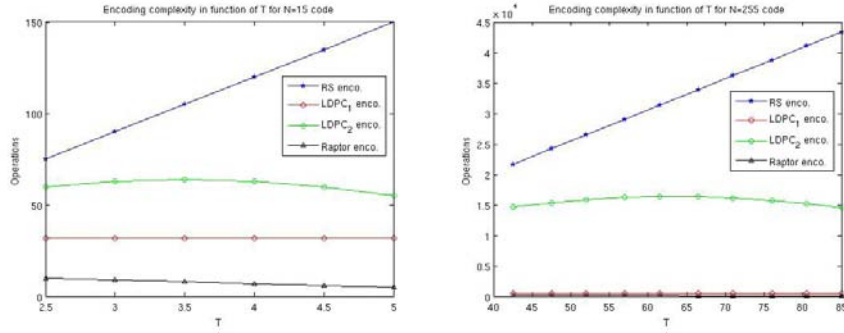 Encoding complexity in function of T for N=15 code
150
100
50
0
Operations
2.5 3 3.5 4 4.5 5
T
RS enco.
LDPC1 enco.
LDPC2 enco.
Raptor enco.
Encoding complexity in function of T for N=255 code
x 10^4
4.5
4
3.5
3
2.5
2
1.5
1
0.5
0
Operations
40 45 50 55 60 65 70 75 80 85
T
RS enco.
LDPC1 enco.
LDPC2 enco.
Raptor enco.